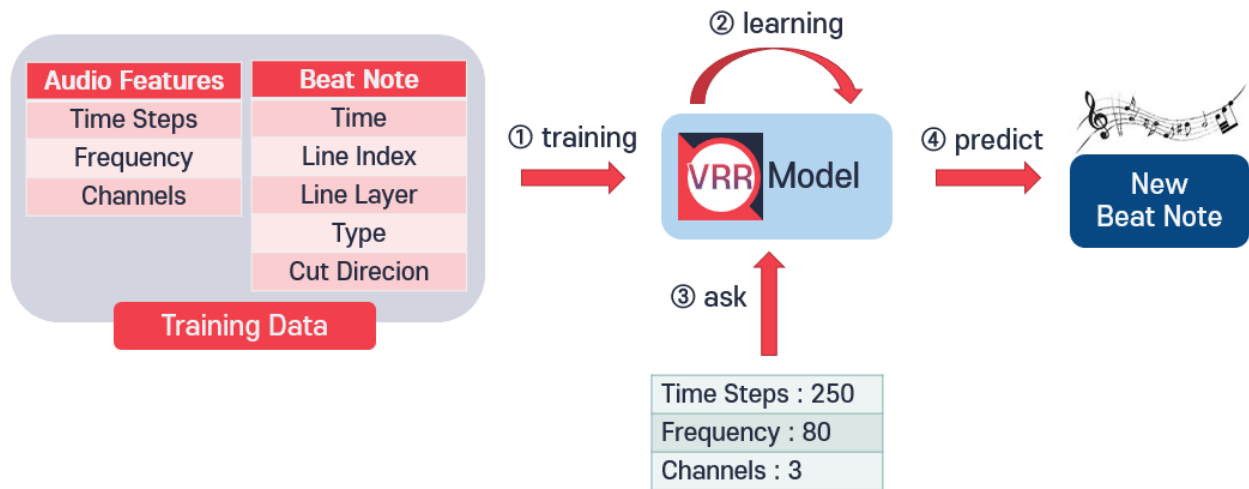 Audio Features
Time Steps
Frequency
Channels
Beat Note
Time
Line Index
Line Layer
Type
Cut Direcion
Training Data
① training
② learning
VRR Model
③ ask
Time Steps : 250
Frequency : 80
Channels : 3
④ predict
New
Beat Note